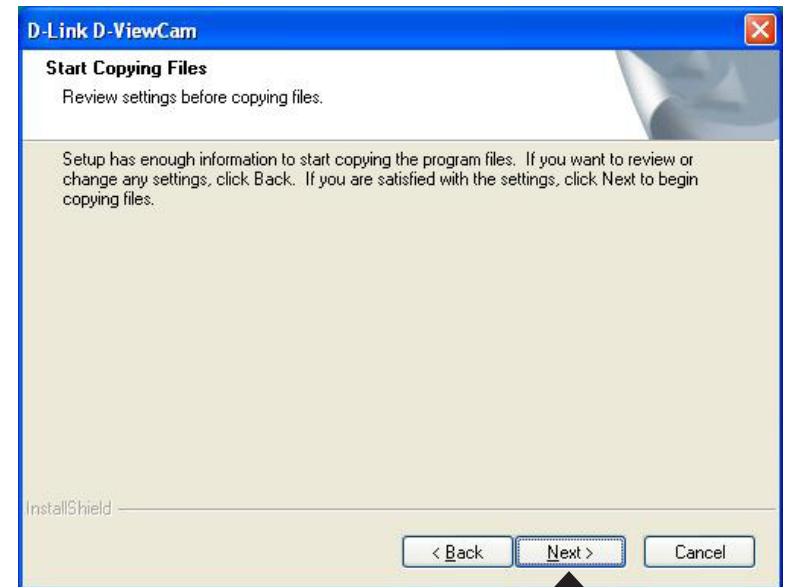 D-Link D-ViewCam
Start Copying Files
Review settings before copying files.
Setup has enough information to start copying the program files. If you want to review or
change any settings, click Back. If you are satisfied with the settings, click Next to begin
copying files.
InstallShield
< Back Next > Cancel